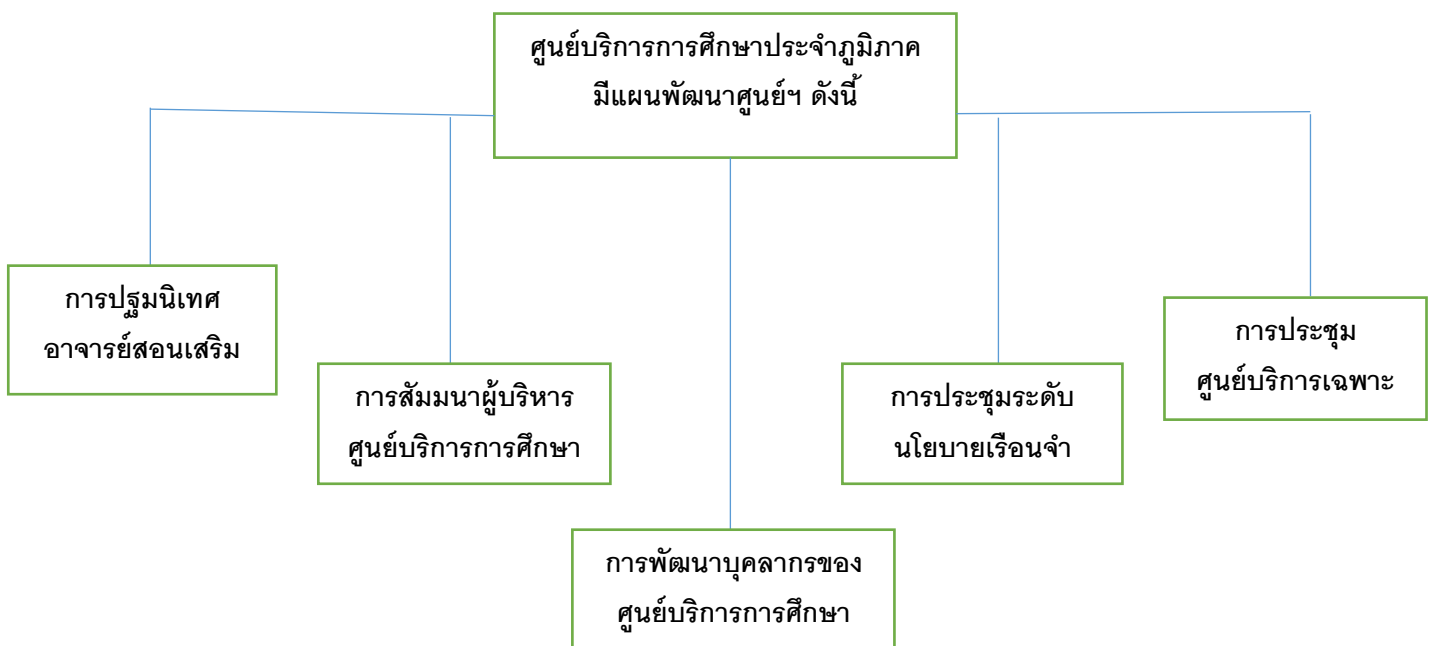 ศูนย์บริการการศึกษาประจำภูมิภาค
มีแผนพัฒนาศูนย์ฯ ดังนี้
การปฐมนิเทศ
อาจารย์สอนเสริม
การสัมมนาผู้บริหาร
ศูนย์บริการการศึกษา
การพัฒนาบุคลากรของ
ศูนย์บริการการศึกษา
การประชุมระดับ
นโยบายเรือนจำ
การประชุม
ศูนย์บริการเฉพาะ